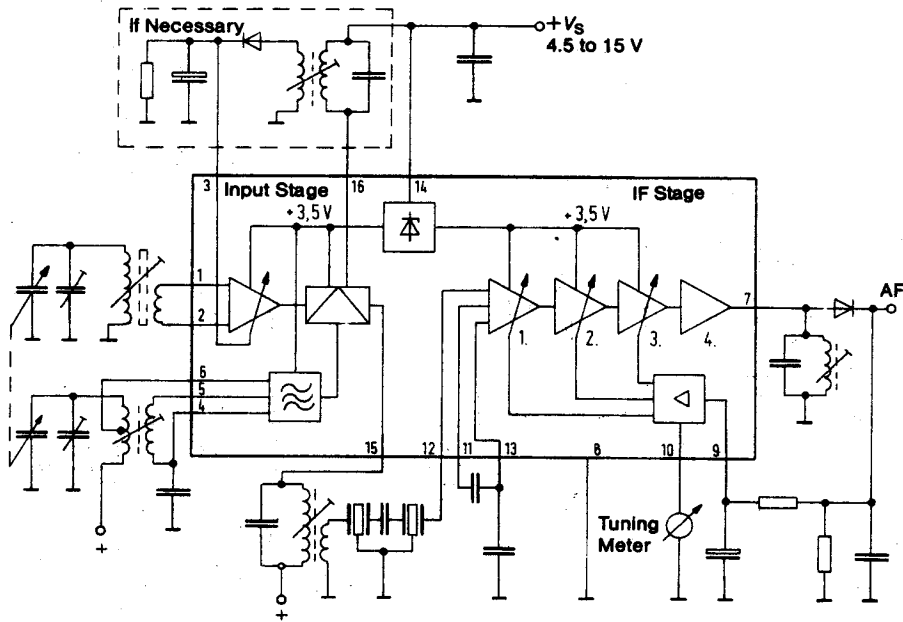 If Necessary
+VS
4.5 to 15 V
3
Input Stage
16
14
IF Stage
+3,5 V
+3,5 V
1
2
7
AF
1.
2.
3.
4.
6
5
4
15
12
11
13
8
10
9
Tuning
Meter
+
+